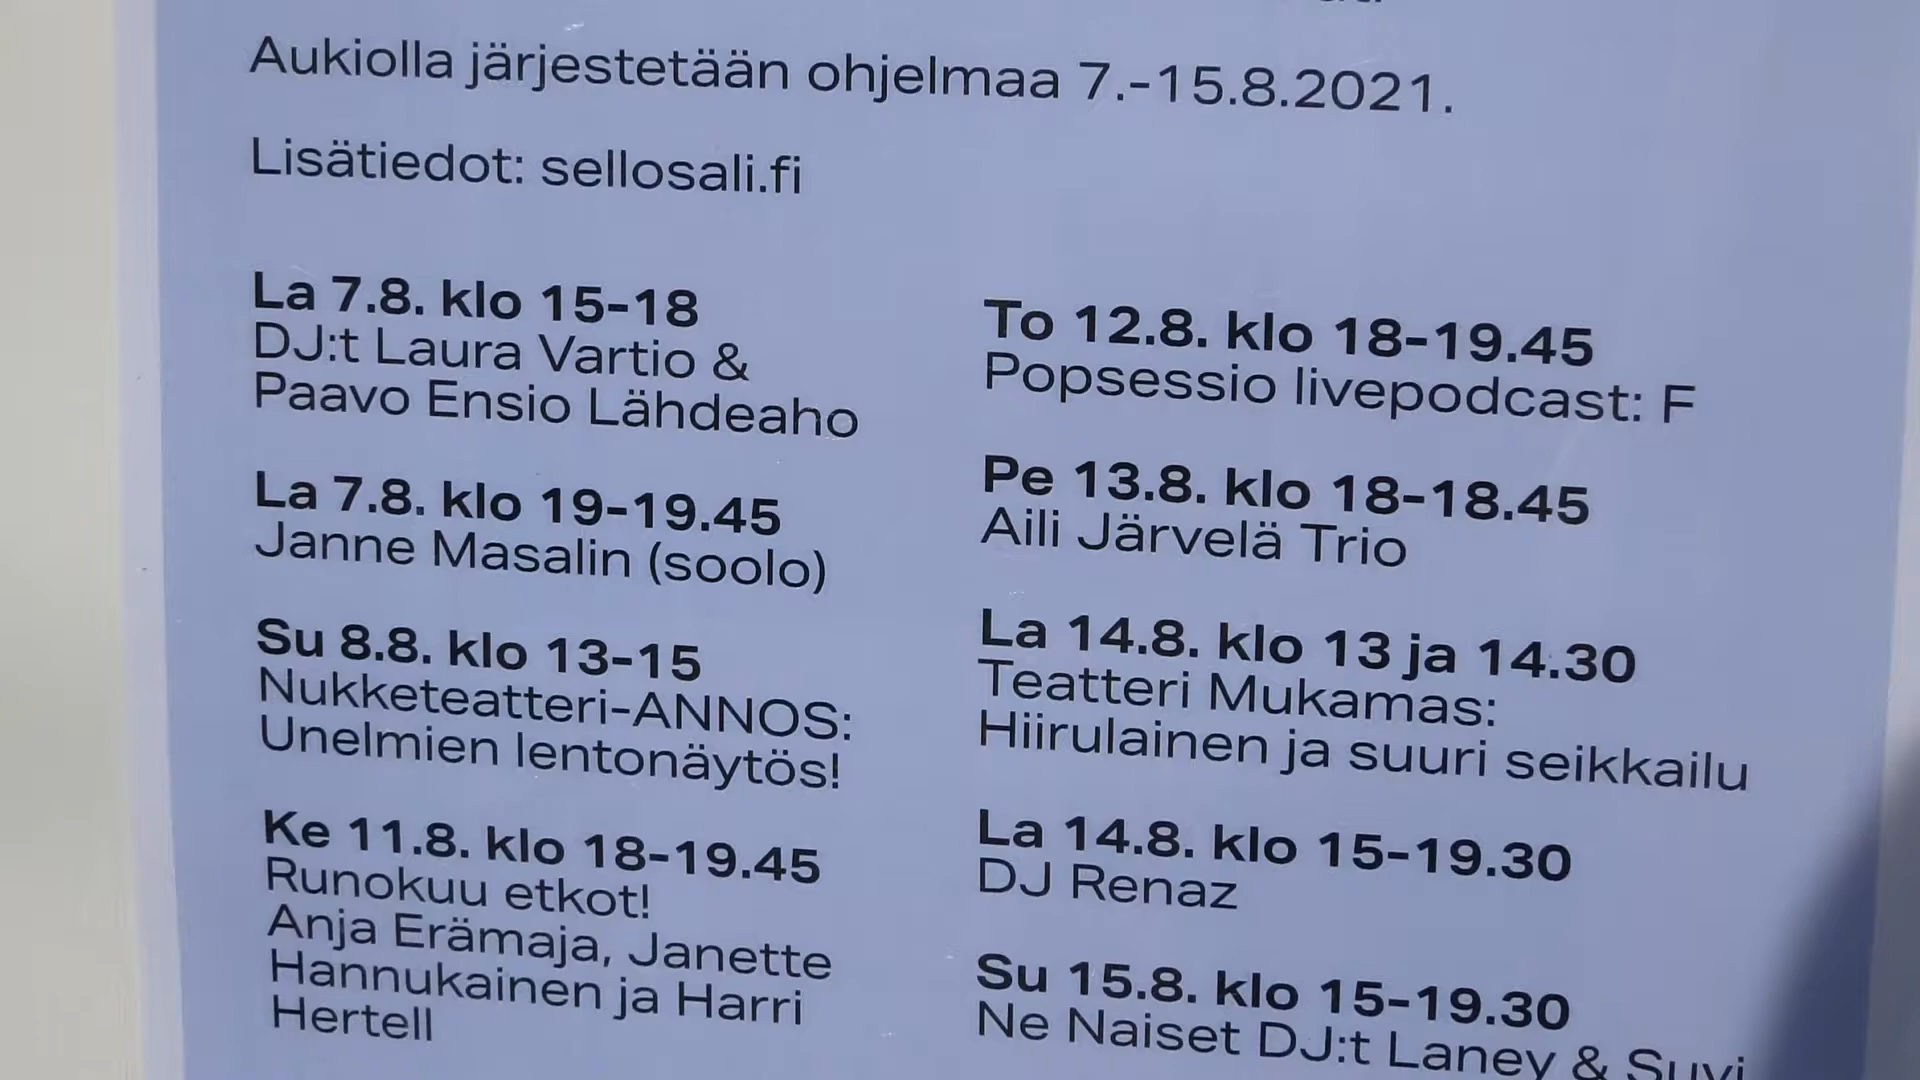 Aukiolla järjestetään ohjelmaa 7.-15.8.2021.
Lisätiedot: sellosali.fi
La 7.8. klo 15-18
DJ:t Laura Vartio &
Paavo Ensio Lähdeaho
La 7.8. klo 19-19.45
Janne Masalin (soolo)
Su 8.8. klo 13-15
Nukketeatteri-ANNOS:
Unelmien lentonäytös!
Ke 11.8. klo 18-19.45
Runokuu etkot!
Anja Erämaja, Janette
Hannukainen ja Harri
Hertell
To 12.8. klo 18-19.45
Popsessio livepodcast: F
Pe 13.8. klo 18-18.45
Aili Järvelä Trio
La 14.8. klo 13 ja 14.30
Teatteri Mukamas:
Hiirulainen ja suuri seikkailu
La 14.8. klo 15-19.30
DJ Renaz
Su 15.8. klo 15-19.30
Ne Naiset DJ:t Laney & Suvi